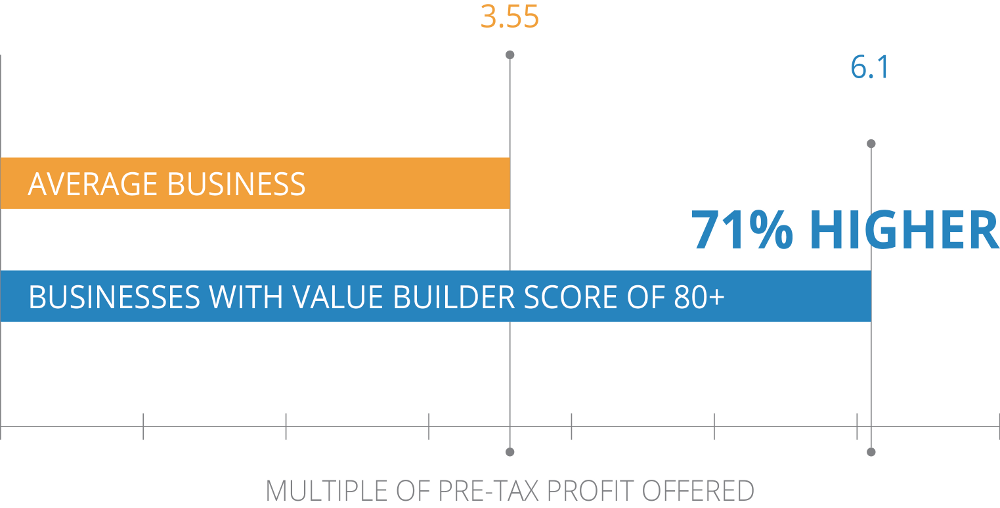 3.55
6.1
AVERAGE BUSINESS
71% HIGHER
BUSINESSES WITH VALUE BUILDER SCORE OF 80+
MULTIPLE OF PRE-TAX PROFIT OFFERED